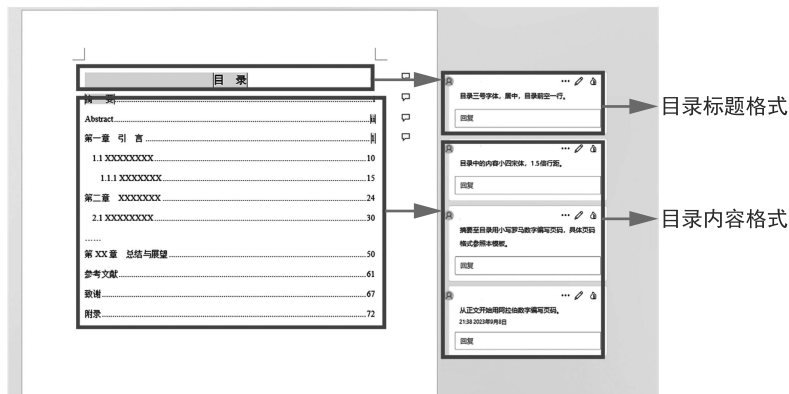 目 录
摘 要
Abstract
第一章 引 言
1.1 XXXXXXXX 10
1.1.1 XXXXXXX 15
第二章 XXXXXXX 24
2.1 XXXXXXXX 30
……
第 XX 章 总结与展望 50
参考文献 61
致谢 67
附录 72
目录三号字体，居中，目录前空一行。
回复
目录中的内容小四宋体，1.5倍行距。
回复
摘要至目录用小写罗马数字编写页码，具体页码
格式参照本模板。
回复
从正文开始用阿拉伯数字编写页码。
21:38 2023年9月8日
回复
目录标题格式
目录内容格式